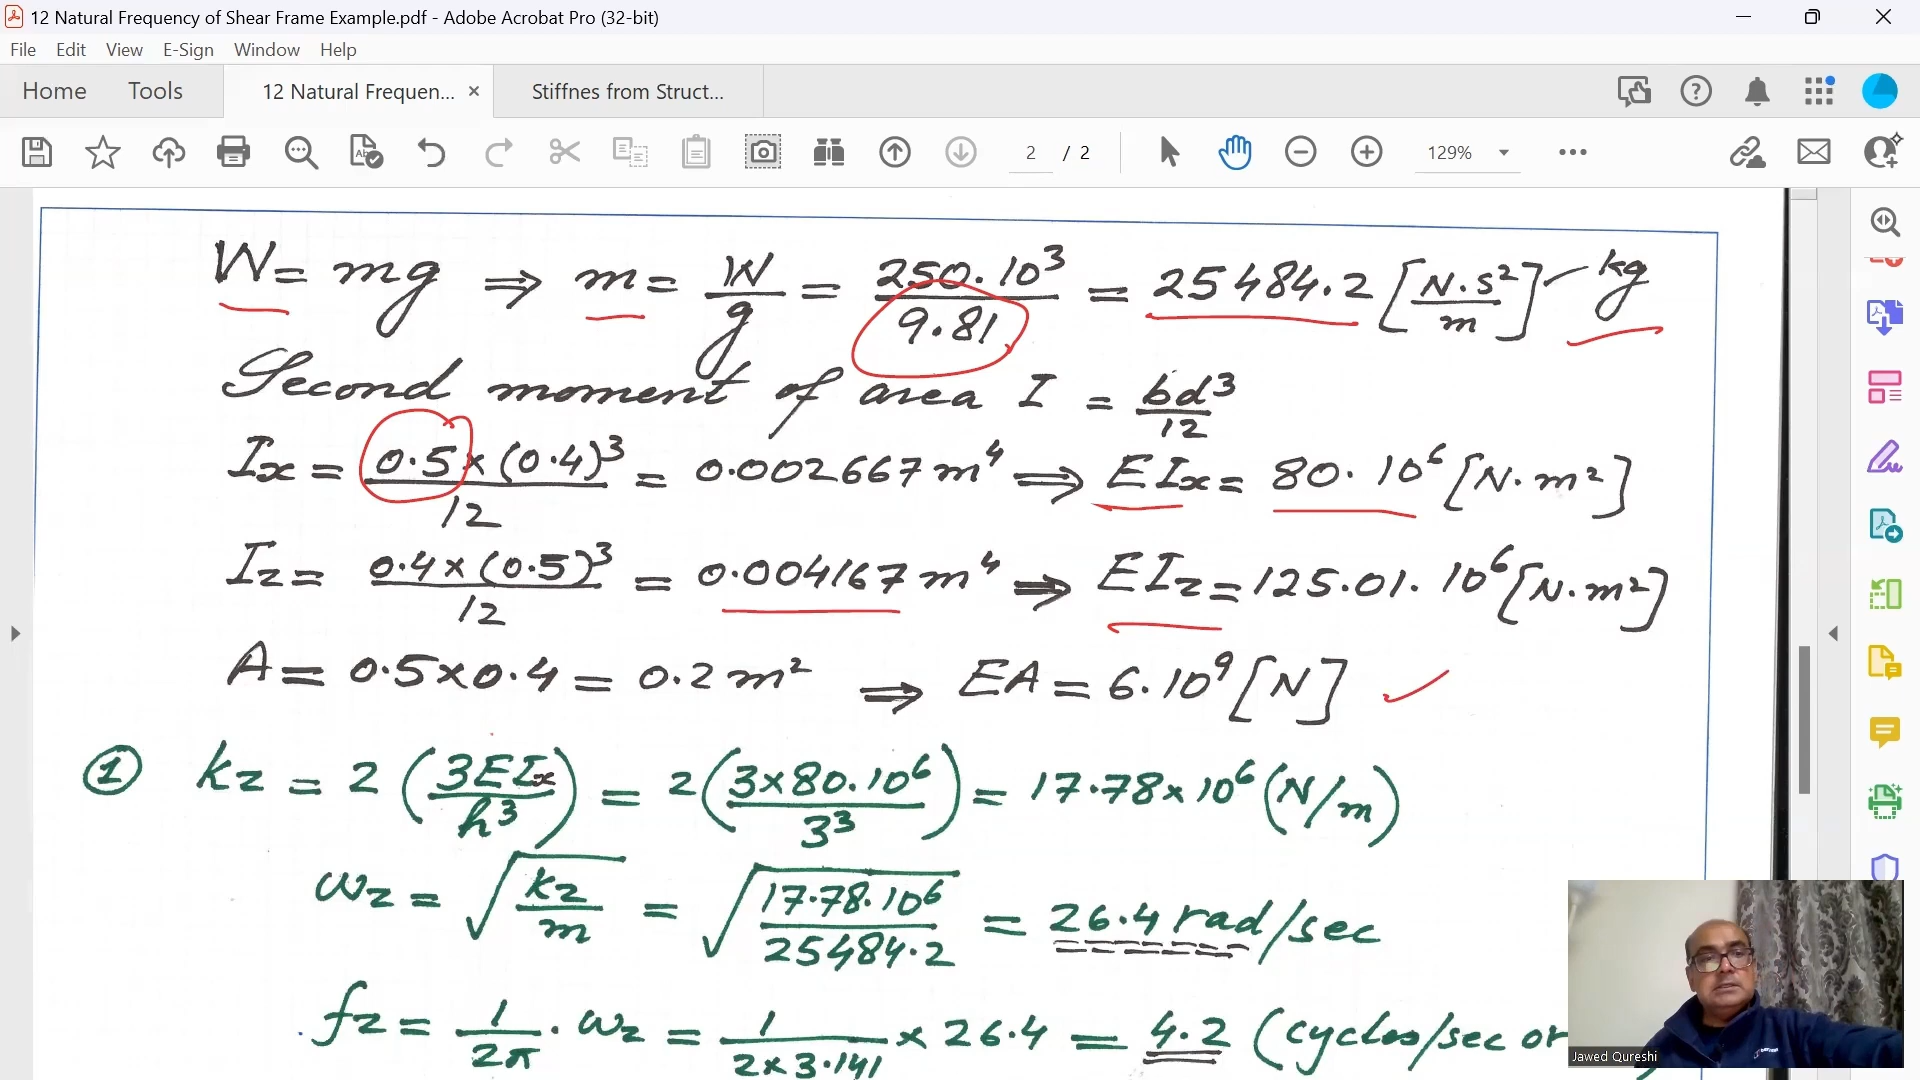 12 Natural Frequency of Shear Frame Example.pdf - Adobe Acrobat Pro (32-bit)
File Edit View E-Sign Window Help
Home Tools 12 Natural Frequen... × Stiffnes from Struct...
2 / 2 129%
W = mg ⇒ m = W/g = 250.10³/9.81 = 25484.2 [N.s²/m] kg
Second moment of area I = bd³/12
Ix = 0.5×(0.4)³/12 = 0.002667 m⁴ ⇒ EIx = 80.10⁶ [N.m²]
Iz = 0.4×(0.5)³/12 = 0.004167 m⁴ ⇒ EIz = 125.01.10⁶ [N.m²]
A = 0.5×0.4 = 0.2 m² ⇒ EA = 6.10⁹ [N] ✓
① kz = 2 (3EIx/h³) = 2 (3×80.10⁶/3³) = 17.78×10⁶ (N/m)
ωz = √(kz/m) = √(17.78.10⁶/25484.2) = 26.4 rad/sec
fz = 1/2π . ωz = 1/(2×3.141) × 26.4 = 4.2 (cycles/sec or
Jawed Qureshi